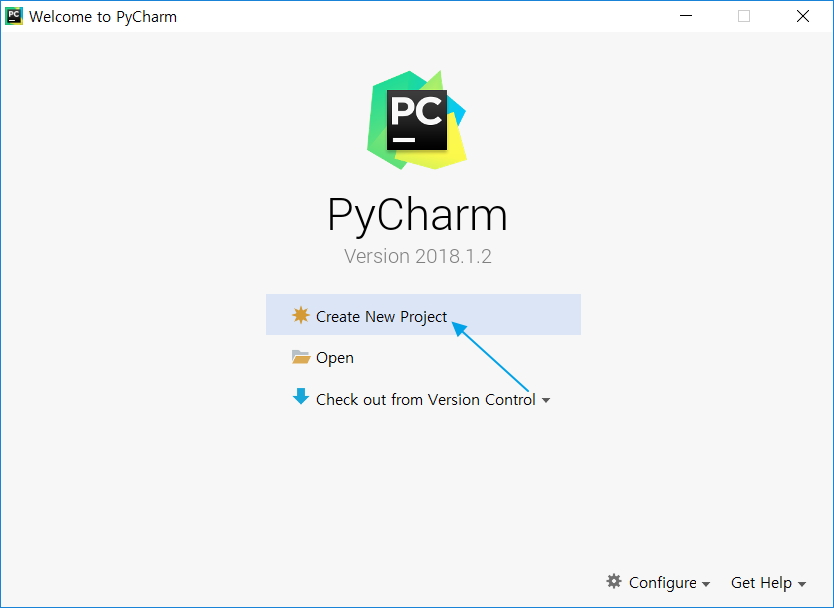 Welcome to PyCharm
PC
PyCharm
Version 2018.1.2
Create New Project
Open
Check out from Version Control
Configure
Get Help